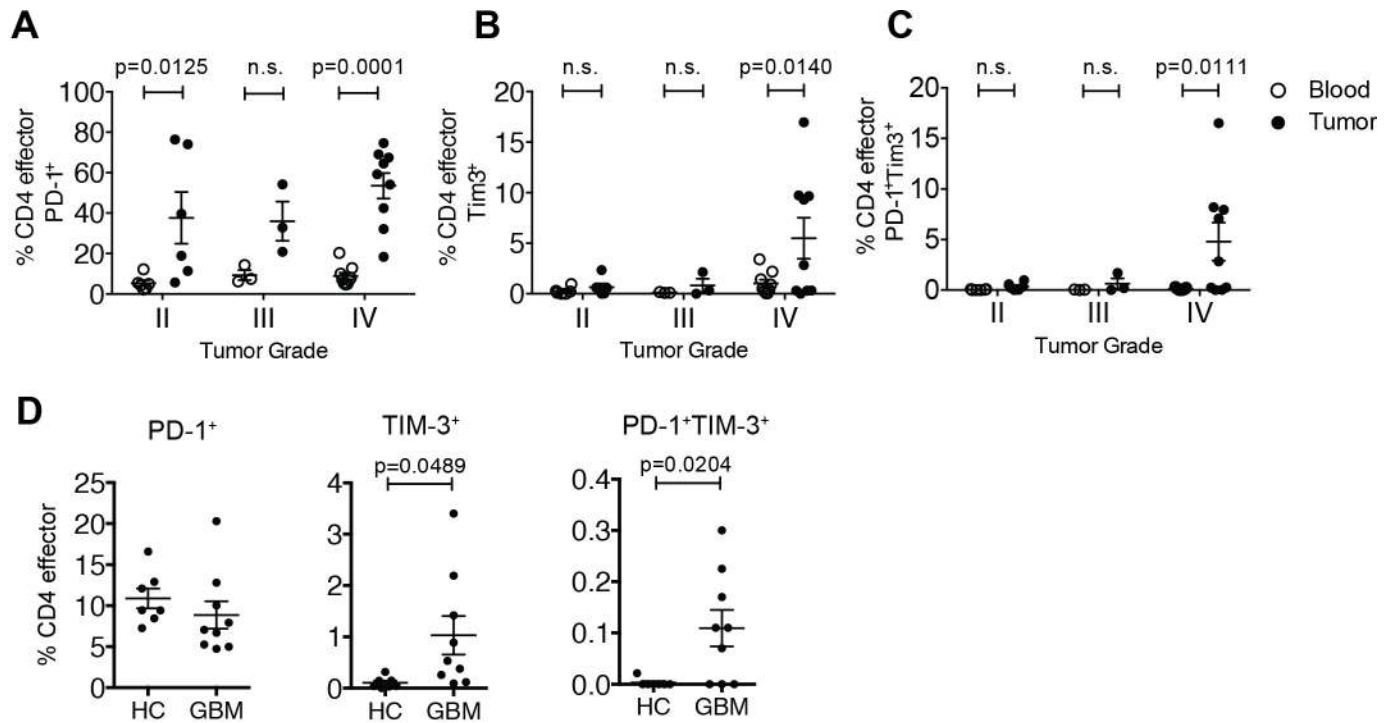 A
p=0.0125 n.s. p=0.0001
% CD4 effector
PD-1⁺
100
80
60
40
20
0
II III IV
Tumor Grade
B
n.s. n.s. p=0.0140
% CD4 effector
Tim3⁺
20
15
10
5
0
II III IV
Tumor Grade
C
n.s. n.s. p=0.0111
% CD4 effector
PD-1⁺Tim3⁺
20
15
10
5
0
II III IV
Tumor Grade
Blood
Tumor
D
PD-1⁺
% CD4 effector
25
20
15
10
5
0
HC GBM
TIM-3⁺
p=0.0489
4
3
2
1
0
HC GBM
PD-1⁺TIM-3⁺
p=0.0204
0.4
0.3
0.2
0.1
0.0
HC GBM